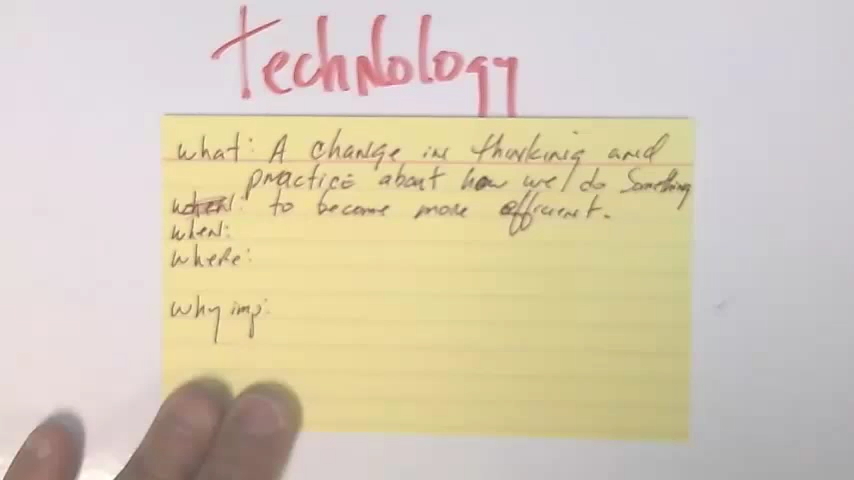 technology
what: A change in thinking and
practice about how we do something
when: to become more efficient.
when:
where:
why imp: